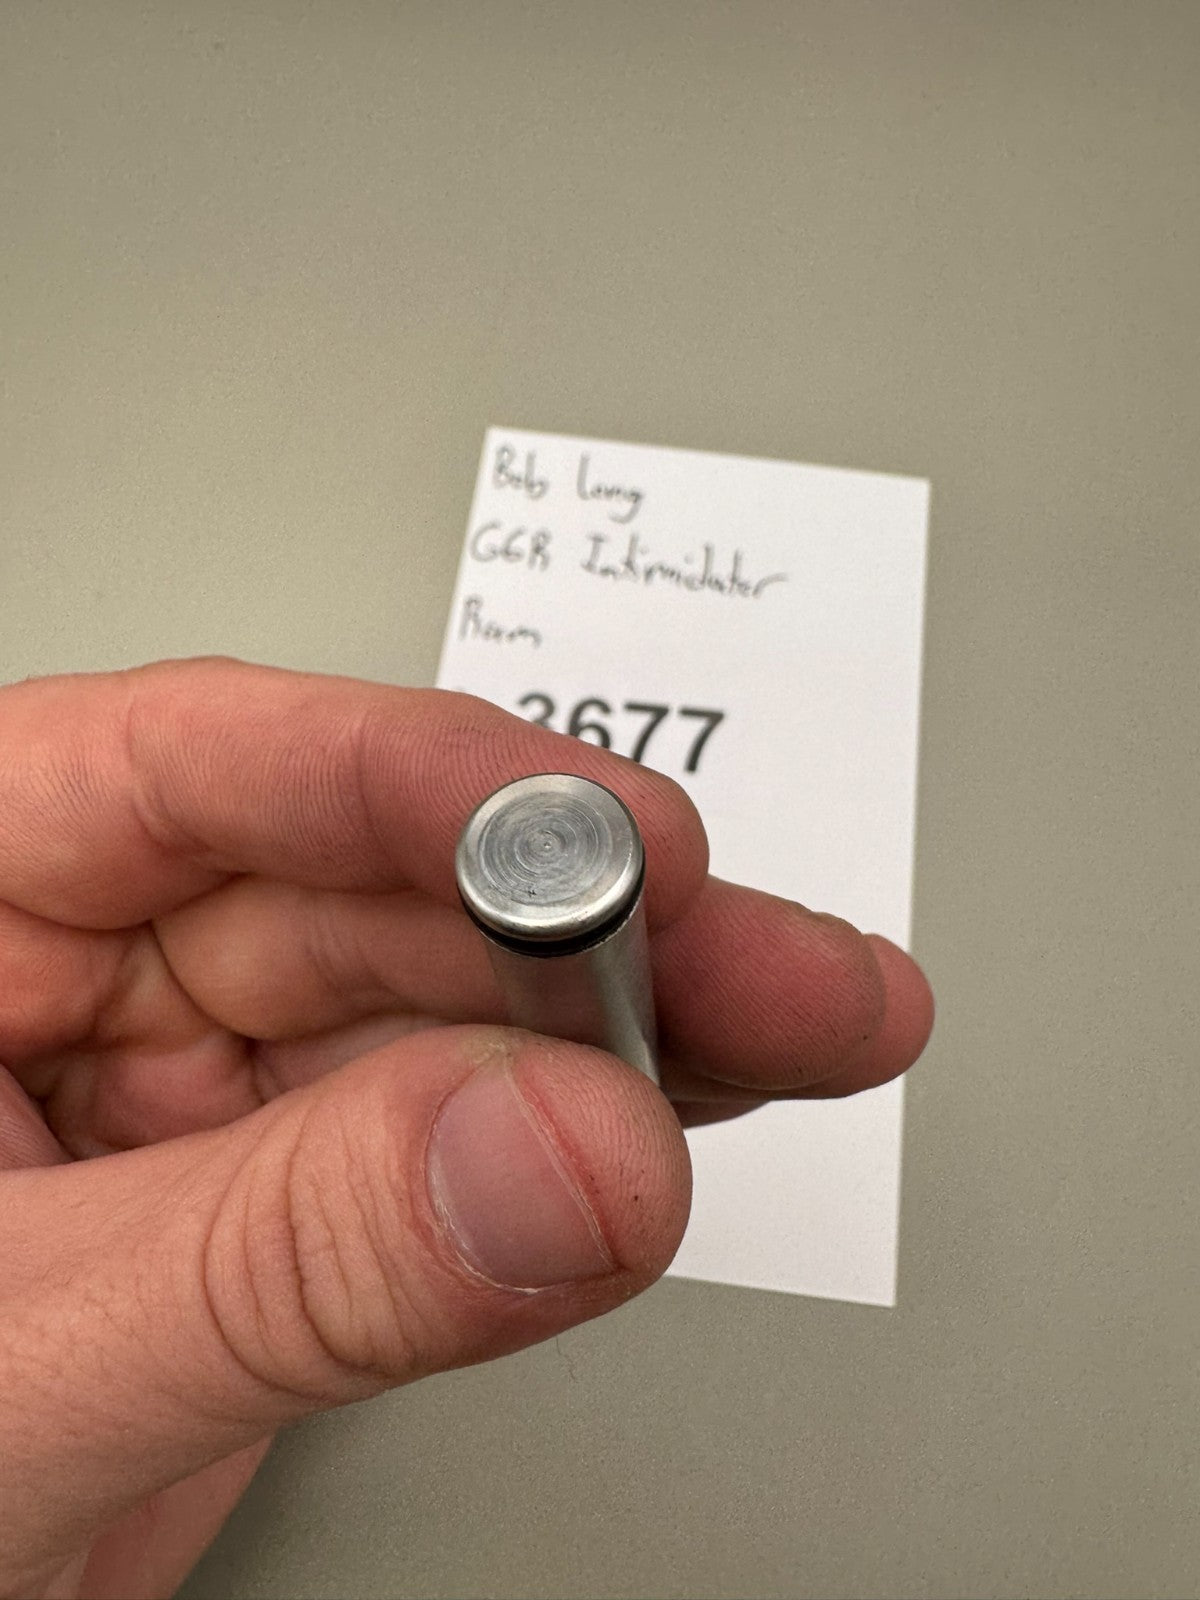 Bob Long
G6R Intimidator
Ram
3677